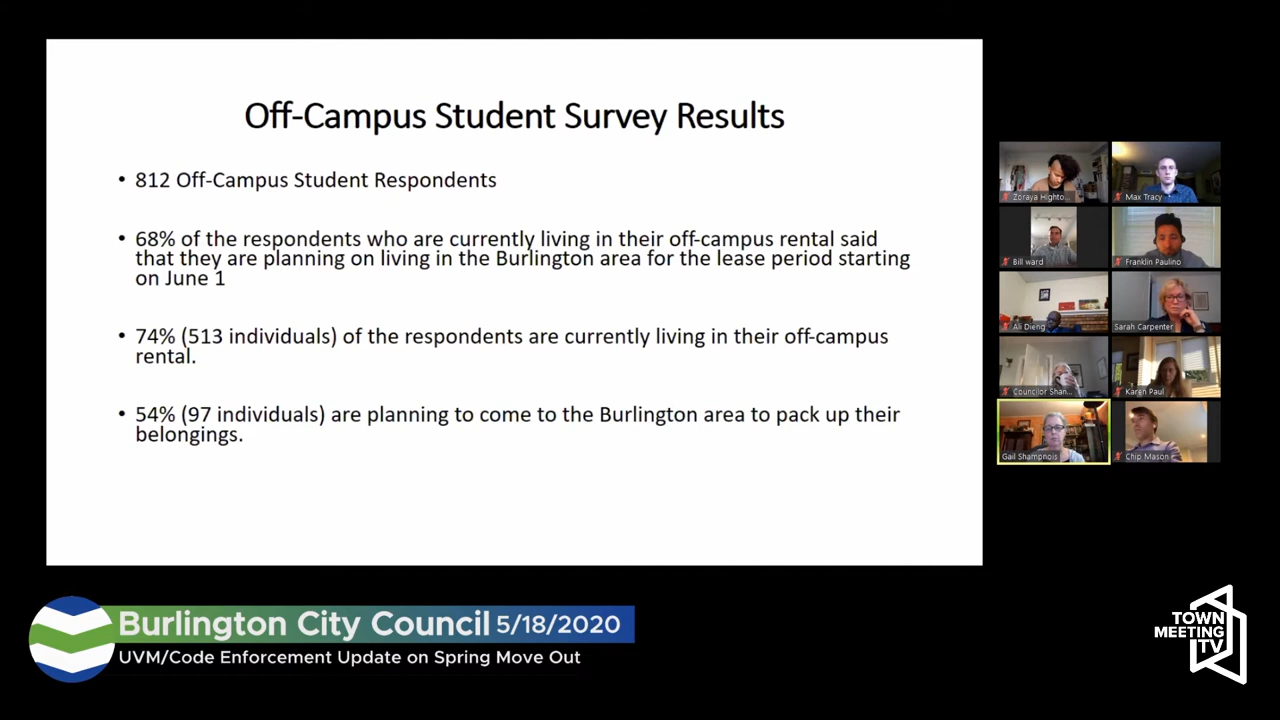 Off-Campus Student Survey Results
• 812 Off-Campus Student Respondents
• 68% of the respondents who are currently living in their off-campus rental said
that they are planning on living in the Burlington area for the lease period starting
on June 1
• 74% (513 individuals) of the respondents are currently living in their off-campus
rental.
• 54% (97 individuals) are planning to come to the Burlington area to pack up their
belongings.
Zoraya Highto...
Max Tracy
Bill ward
Franklin Paulino
Ali Dieng
Sarah Carpenter
Councilor Shan...
Karen Paul
Gail Shampnois
Chip Mason
Burlington City Council 5/18/2020
UVM/Code Enforcement Update on Spring Move Out
TOWN
MEETING
TV